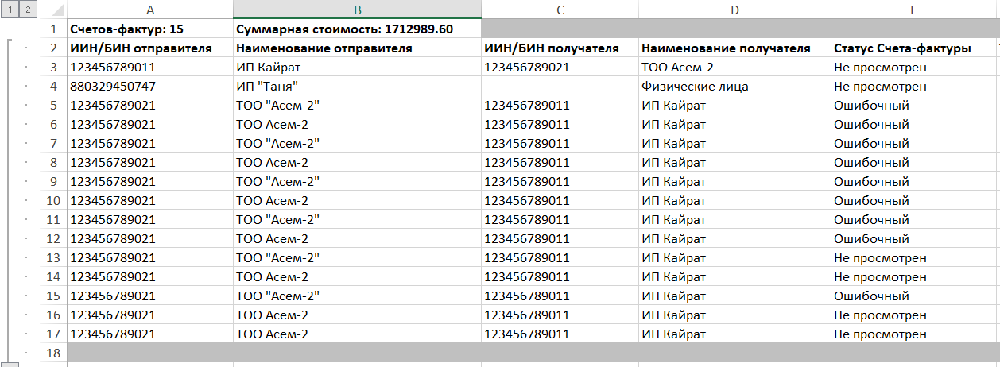 1 2
A B C D E
1 Счетов-фактур: 15 Суммарная стоимость: 1712989.60
2 ИИН/БИН отправителя Наименование отправителя ИИН/БИН получателя Наименование получателя Статус Счета-фактуры
3 123456789011 ИП Кайрат 123456789021 ТОО Асем-2 Не просмотрен
4 880329450747 ИП "Таня" Физические лица Не просмотрен
5 123456789021 ТОО "Асем-2" 123456789011 ИП Кайрат Ошибочный
6 123456789021 ТОО Асем-2 123456789011 ИП Кайрат Ошибочный
7 123456789021 ТОО "Асем-2" 123456789011 ИП Кайрат Ошибочный
8 123456789021 ТОО Асем-2 123456789011 ИП Кайрат Ошибочный
9 123456789021 ТОО "Асем-2" 123456789011 ИП Кайрат Ошибочный
10 123456789021 ТОО Асем-2 123456789011 ИП Кайрат Ошибочный
11 123456789021 ТОО "Асем-2" 123456789011 ИП Кайрат Ошибочный
12 123456789021 ТОО Асем-2 123456789011 ИП Кайрат Ошибочный
13 123456789021 ТОО "Асем-2" 123456789011 ИП Кайрат Не просмотрен
14 123456789021 ТОО Асем-2 123456789011 ИП Кайрат Не просмотрен
15 123456789021 ТОО "Асем-2" 123456789011 ИП Кайрат Ошибочный
16 123456789021 ТОО Асем-2 123456789011 ИП Кайрат Не просмотрен
17 123456789021 ТОО Асем-2 123456789011 ИП Кайрат Не просмотрен
18